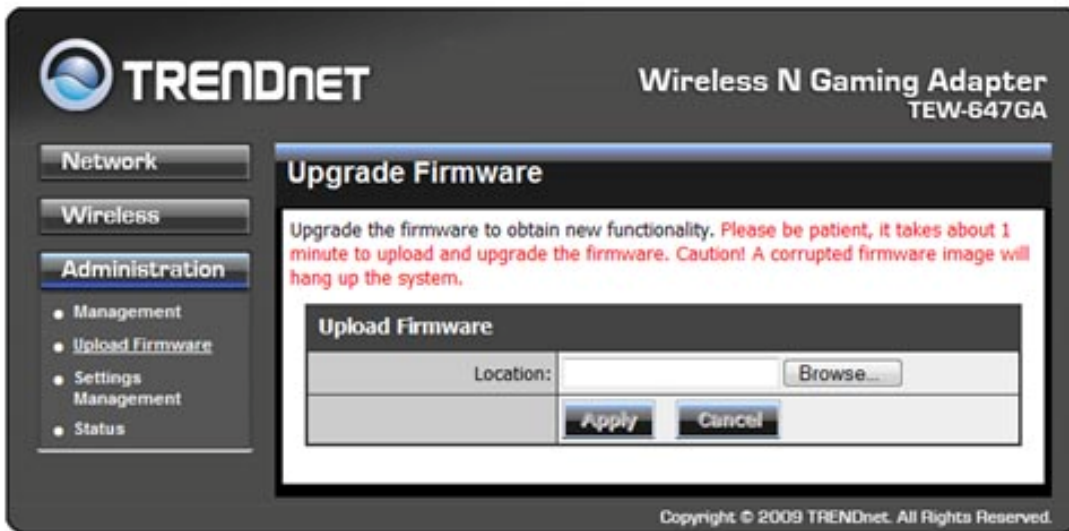 TRENDNET
Wireless N Gaming Adapter
TEW-647GA
Network
Wireless
Administration
Management
Upload Firmware
Settings
Management
Status
Upgrade Firmware
Upgrade the firmware to obtain new functionality. Please be patient, it takes about 1
minute to upload and upgrade the firmware. Caution! A corrupted firmware image will
hang up the system.
Upload Firmware
Location:
Browse...
Apply
Cancel
Copyright © 2009 TRENDnet. All Rights Reserved.